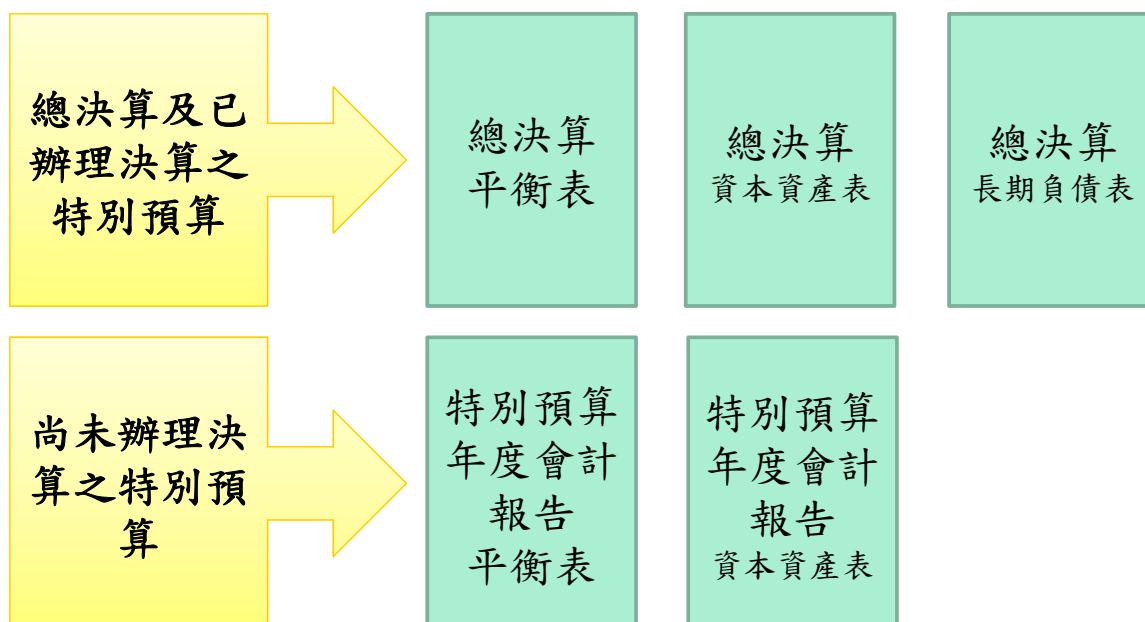 總決算及已
辦理決算之
特別預算
總決算
平衡表
總決算
資本資產表
總決算
長期負債表
尚未辦理決
算之特別預
算
特別預算
年度會計
報告
平衡表
特別預算
年度會計
報告
資本資產表